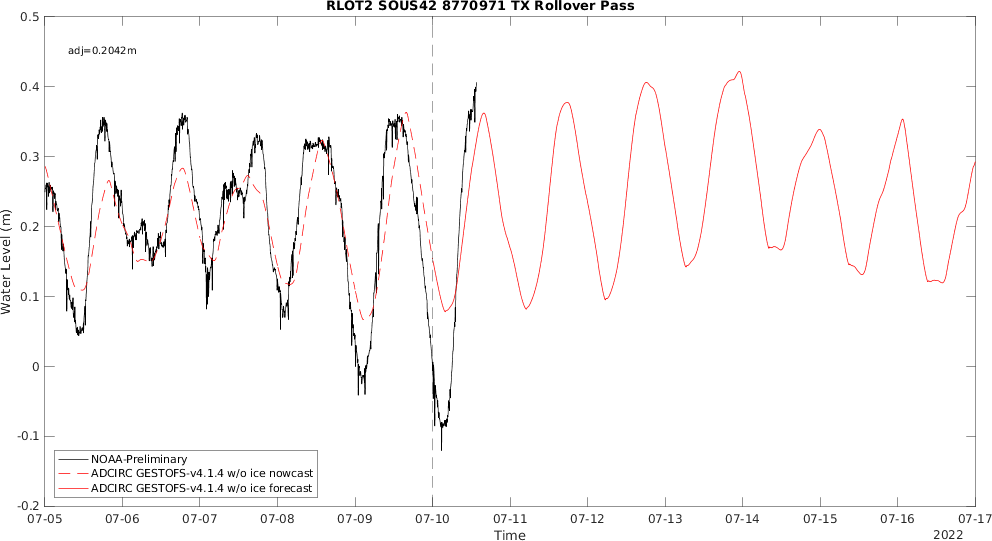 RLOT2 SOUS42 8770971 TX Rollover Pass
adj=0.2042m
0.5
0.4
0.3
0.2
0.1
0
-0.1
-0.2
Water Level (m)
NOAA-Preliminary
ADCIRC GESTOFS-v4.1.4 w/o ice nowcast
ADCIRC GESTOFS-v4.1.4 w/o ice forecast
07-05 07-06 07-07 07-08 07-09 07-10 07-11 07-12 07-13 07-14 07-15 07-16 07-17
Time
2022